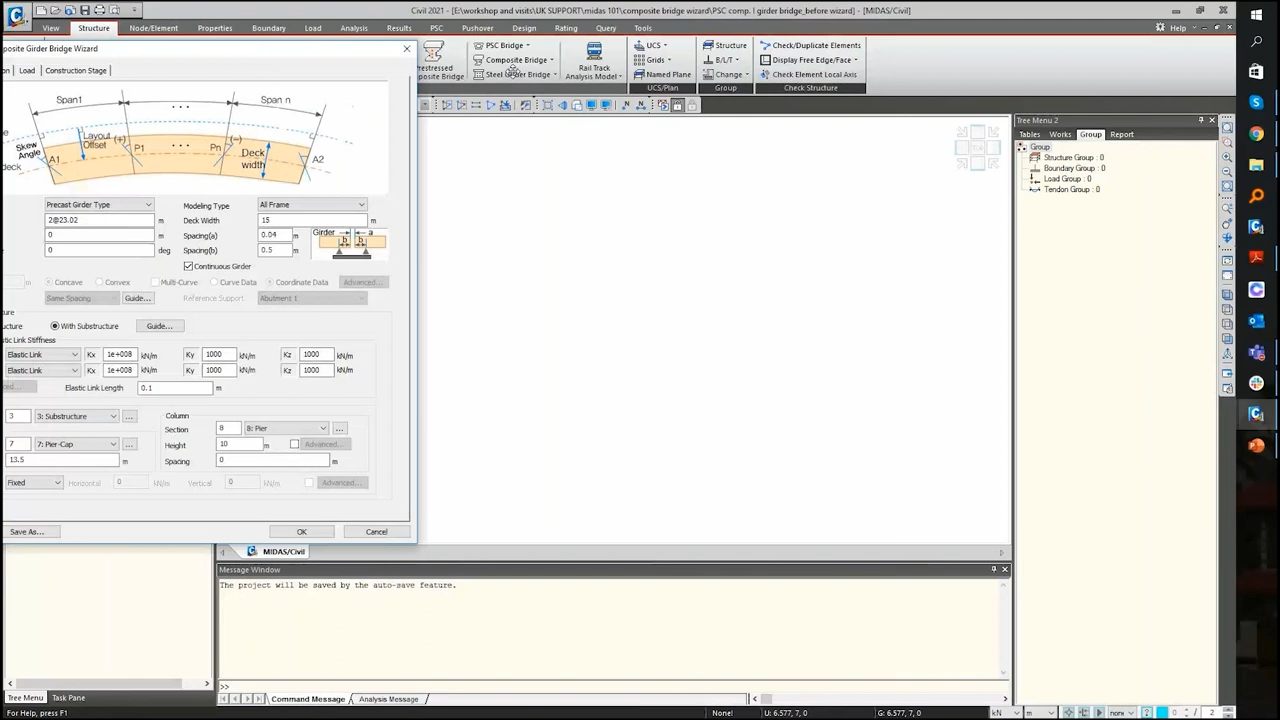 Civil 2021 - [E:\workshop and visits\UK SUPPORT\midas 101\composite bridge wizard\PSC comp. I girder bridge_before wizard] - [MIDAS/Civil]
View Structure Node/Element Properties Boundary Load Analysis Results PSC Pushover Design Query Rating Tools Help
estressed
posite Bridge
PSC Bridge
Composite Bridge
Steel Girder Bridge
Rail Track
Analysis Model
UCS
Grids
Named Plane
UCS/Plan
Structure
B/L/T
Change
Group
Check/Duplicate Elements
Display Free Edge/Face
Check Element Local Axis
Check Structure
posite Girder Bridge Wizard
on Load Construction Stage
Span1 Span n
Layout
Offset
(+) (-)
Skew
Angle
A1 P1 Pn Deck
width
A2
deck
Precast Girder Type Modeling Type All Frame
2@23.02 m Deck Width 15 m
0 m Spacing(a) 0.04 m
0 deg Spacing(b) 0.5 m
Girder a
b b
Continuous Girder
m Concave Convex Multi-Curve Curve Data Coordinate Data Advanced...
Same Spacing Guide... Reference Support Abutment 1
ture
ucture With Substructure Guide...
astic Link Stiffness
Elastic Link Kx 1e+008 kN/m Ky 1000 kN/m Kz 1000 kN/m
Elastic Link Kx 1e+008 kN/m Ky 1000 kN/m Kz 1000 kN/m
Elastic Link Length 0.1 m
3 3: Substructure ...
7 7: Pier-Cap ...
13.5 m
Column
Section 8 8: Pier ...
Height 10 m Advanced...
Spacing 0 m
Fixed Horizontal 0 kN/m Vertical 0 kN/m Advanced...
Save As... OK Cancel
Tree Menu 2
Tables Works Group Report
Group
Structure Group : 0
Boundary Group : 0
Load Group : 0
Tendon Group : 0
MIDAS/Civil
Message Window
The project will be saved by the auto-save feature.
>>
Tree Menu Task Pane
Command Message Analysis Message
For Help, press F1 None! U: 6.577, 7, 0 G: 6.577, 7, 0 kN m none 0 / 2